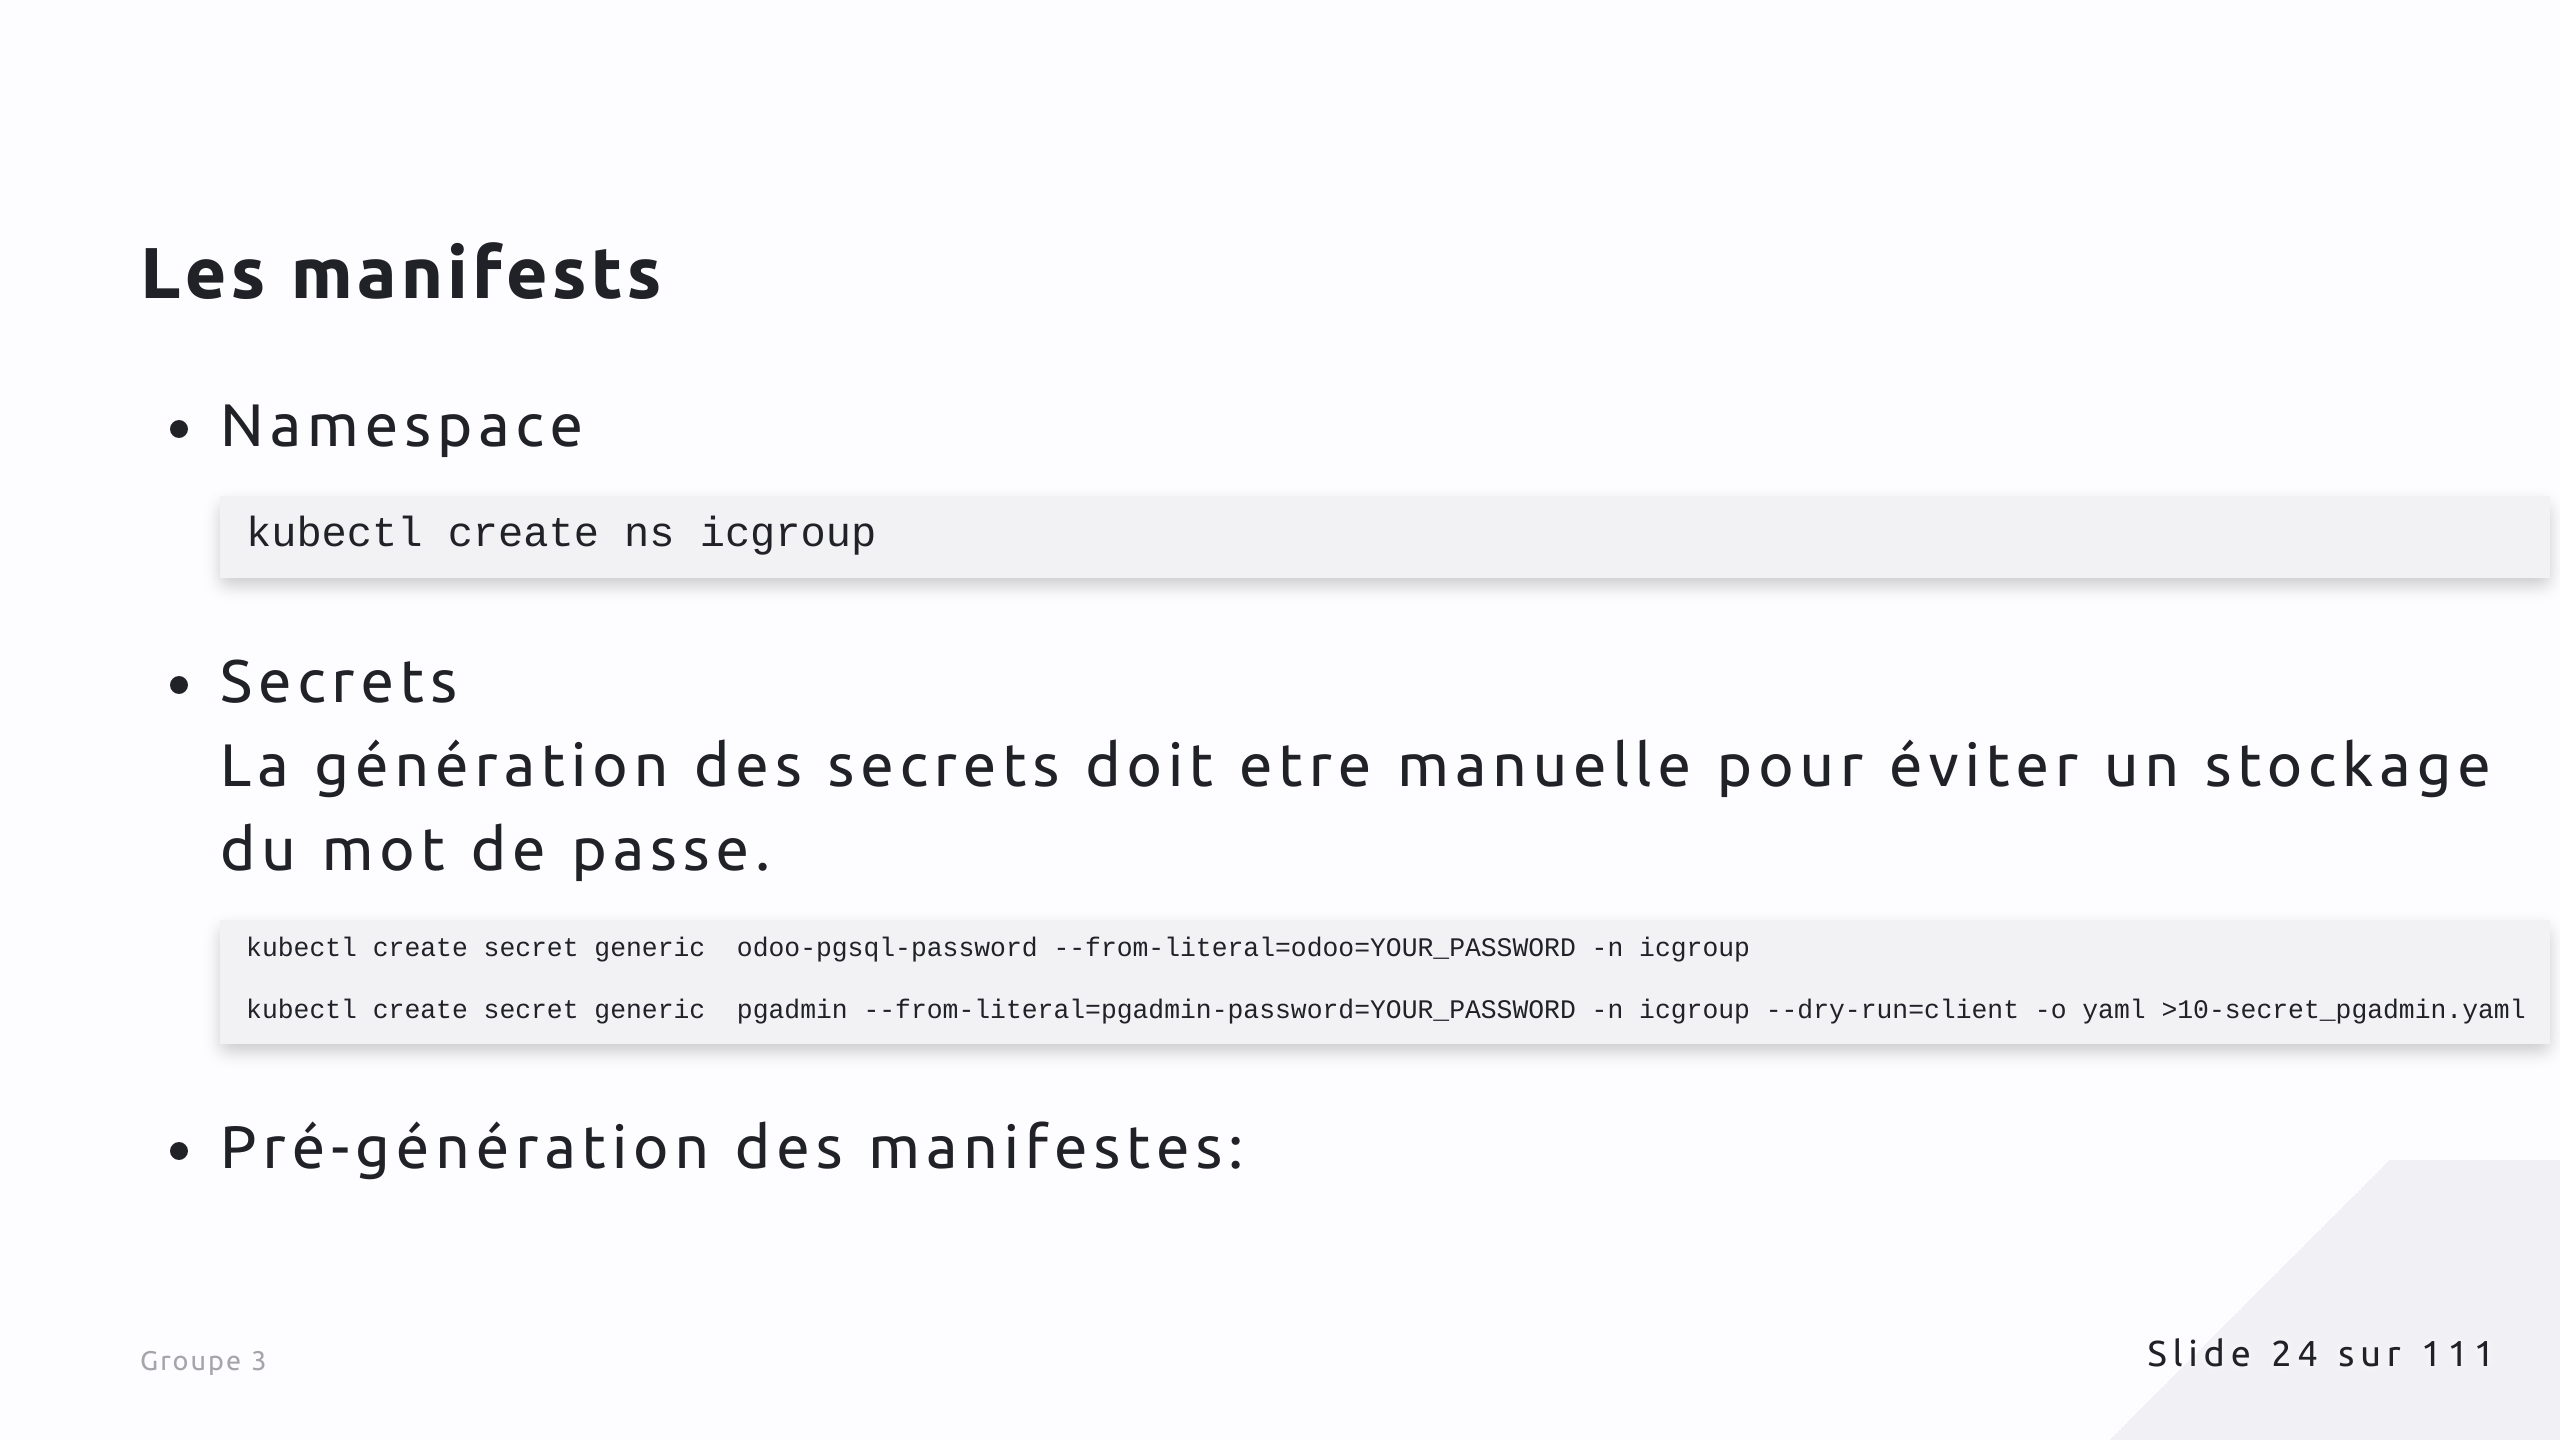 Les manifests
• Namespace
kubectl create ns icgroup
• Secrets
La génération des secrets doit etre manuelle pour éviter un stockage
du mot de passe.
kubectl create secret generic  odoo-pgsql-password --from-literal=odoo=YOUR_PASSWORD -n icgroup
kubectl create secret generic  pgadmin --from-literal=pgadmin-password=YOUR_PASSWORD -n icgroup --dry-run=client -o yaml >10-secret_pgadmin.yaml
• Pré-génération des manifestes:
Groupe 3
Slide 24 sur 111